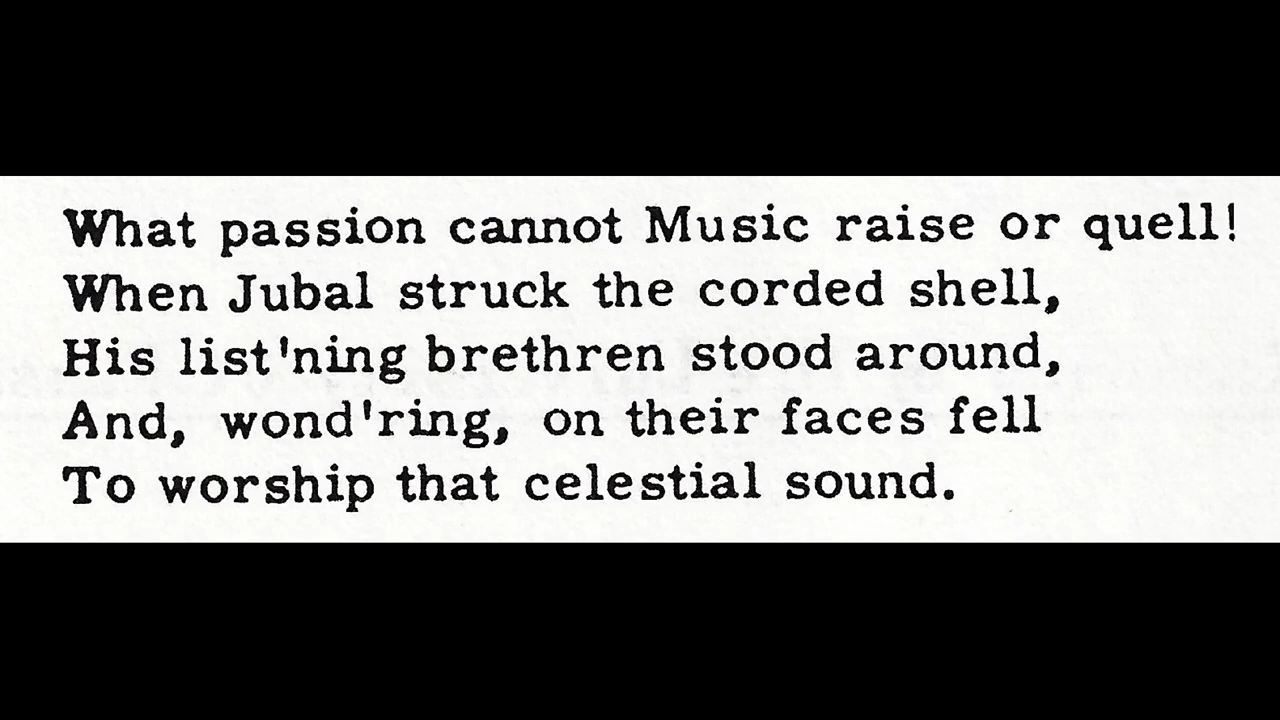 What passion cannot Music raise or quell!
When Jubal struck the corded shell,
His list'ning brethren stood around,
And, wond'ring, on their faces fell
To worship that celestial sound.